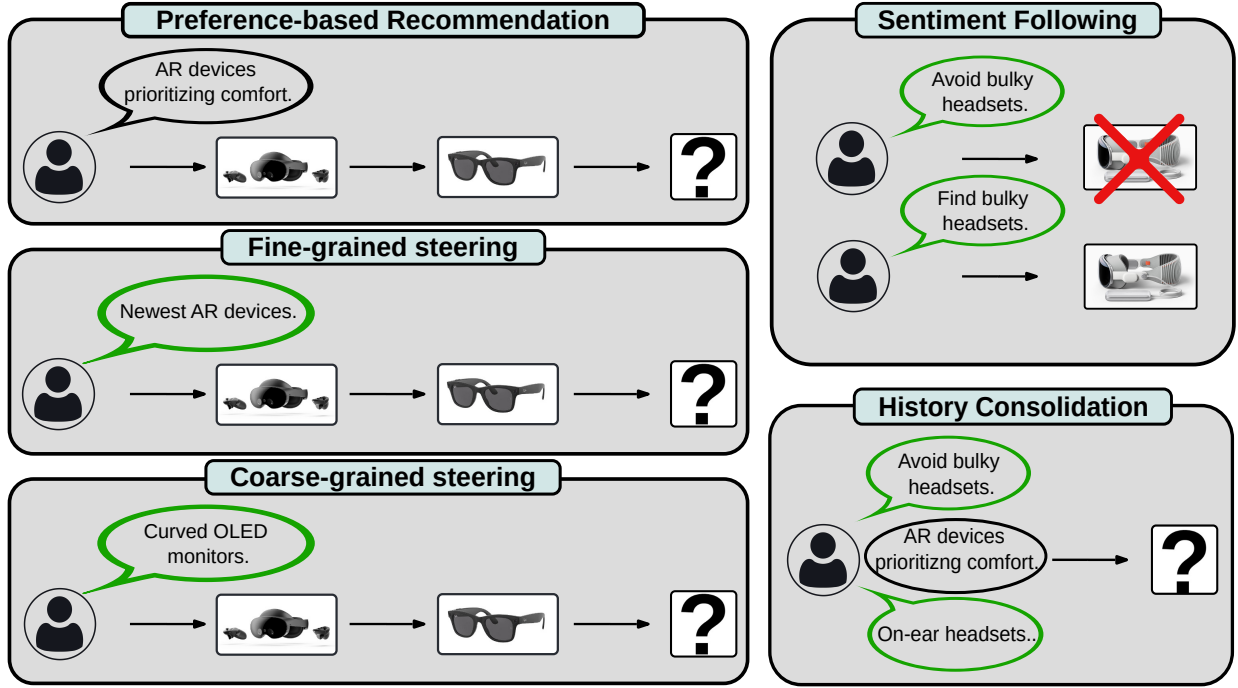 Preference-based Recommendation
AR devices
prioritizing comfort.
?
Fine-grained steering
Newest AR devices.
?
Coarse-grained steering
Curved OLED
monitors.
?
Sentiment Following
Avoid bulky
headsets.
Find bulky
headsets.
History Consolidation
Avoid bulky
headsets.
AR devices
prioritizng comfort.
On-ear headsets..
?